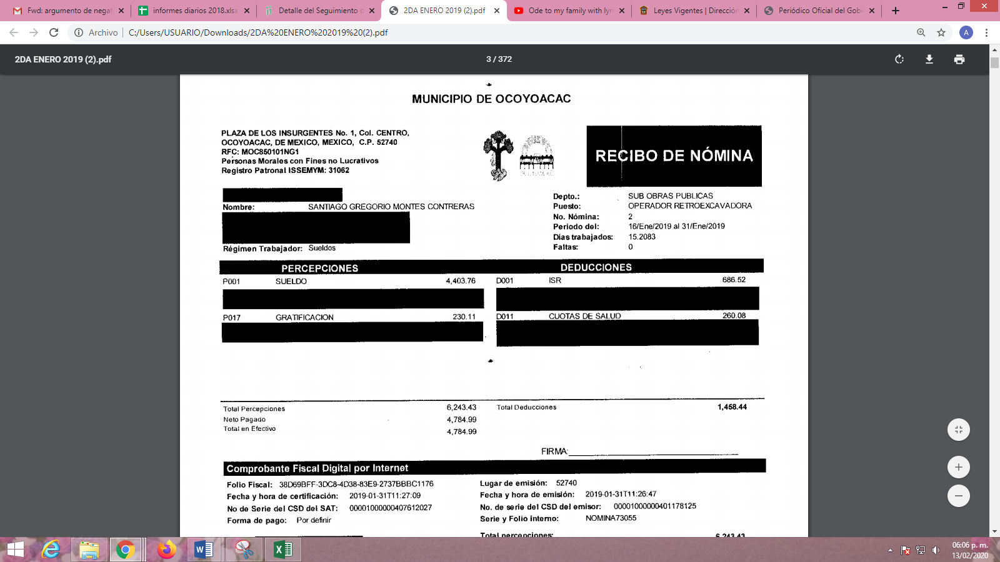 Fwd: argumento de negat
informes diarios 2018.xlsx
Detalle del Seguimiento d
2DA ENERO 2019 (2).pdf
Ode to my family with lyri
Leyes Vigentes | Dirección
Periódico Oficial del Gobi
Archivo | C:/Users/USUARIO/Downloads/2DA%20ENERO%202019%20(2).pdf
A
2DA ENERO 2019 (2).pdf
3 / 372
MUNICIPIO DE OCOYOACAC
PLAZA DE LOS INSURGENTES No. 1, Col. CENTRO,
OCOYOACAC, DE MEXICO, MEXICO, C.P. 52740
RFC: MOC850101NG1
Personas Morales con Fines no Lucrativos
Registro Patronal ISSEMYM: 31062
RECIBO DE NÓMINA
Nombre: SANTIAGO GREGORIO MONTES CONTRERAS
Régimen Trabajador: Sueldos
Depto.: SUB OBRAS PUBLICAS
Puesto: OPERADOR RETROEXCAVADORA
No. Nómina: 2
Periodo del: 16/Ene/2019 al 31/Ene/2019
Días trabajados: 15.2083
Faltas: 0
PERCEPCIONES DEDUCCIONES
P001 SUELDO 4,403.76 D001 ISR 686.52
P017 GRATIFICACION 230.11 D011 CUOTAS DE SALUD 260.08
Total Percepciones 6,243.43 Total Deducciones 1,458.44
Neto Pagado 4,784.99
Total en Efectivo 4,784.99
FIRMA:
Comprobante Fiscal Digital por Internet
Folio Fiscal: 38D69BFF-3DC8-4D38-83E9-2737BBBC1176
Fecha y hora de certificación: 2019-01-31T11:27:09
No de Serie del CSD del SAT: 00001000000407612027
Forma de pago: Por definir
Lugar de emisión: 52740
Fecha y hora de emisión: 2019-01-31T11:26:47
No. de serie del CSD del emisor: 00001000000401178125
Serie y Folio interno: NOMINA73055
Total percepciones: 6,243.43
06:06 p. m.
13/02/2020